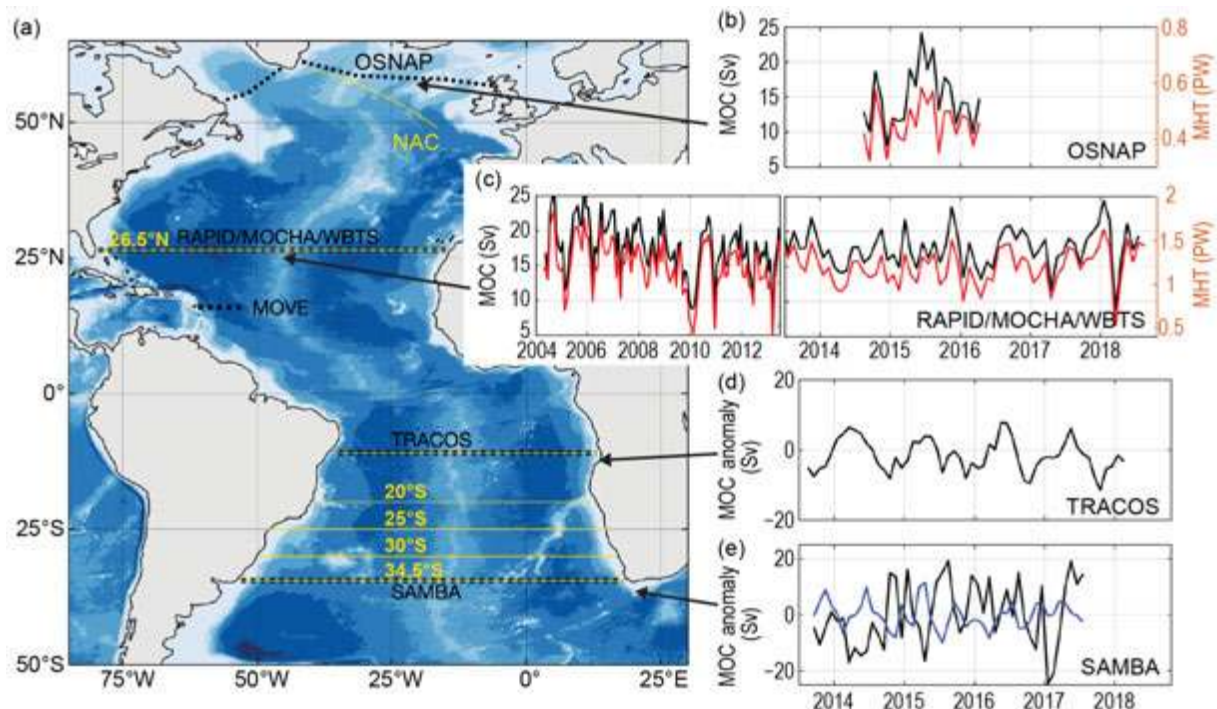 (a)
OSNAP
50°N
NAC
26.5°N RAPID/MOCHA/WBTS
25°N
MOVE
0°
TRACOS
20°S
25°S
25°S
30°S
34.5°S
SAMBA
50°S
75°W 50°W 25°W 0° 25°E
(b)
25
20
15
10
5
MOC (Sv)
0.8
0.6
0.4
MHT (PW)
OSNAP
(c)
25
20
15
10
5
MOC (Sv)
2004 2006 2008 2010 2012
2
1.5
1
0.5
MHT (PW)
RAPID/MOCHA/WBTS
2014 2015 2016 2017 2018
(d)
20
0
−20
MOC anomaly
(Sv)
TRACOS
(e)
20
0
−20
MOC anomaly
(Sv)
SAMBA
2014 2015 2016 2017 2018